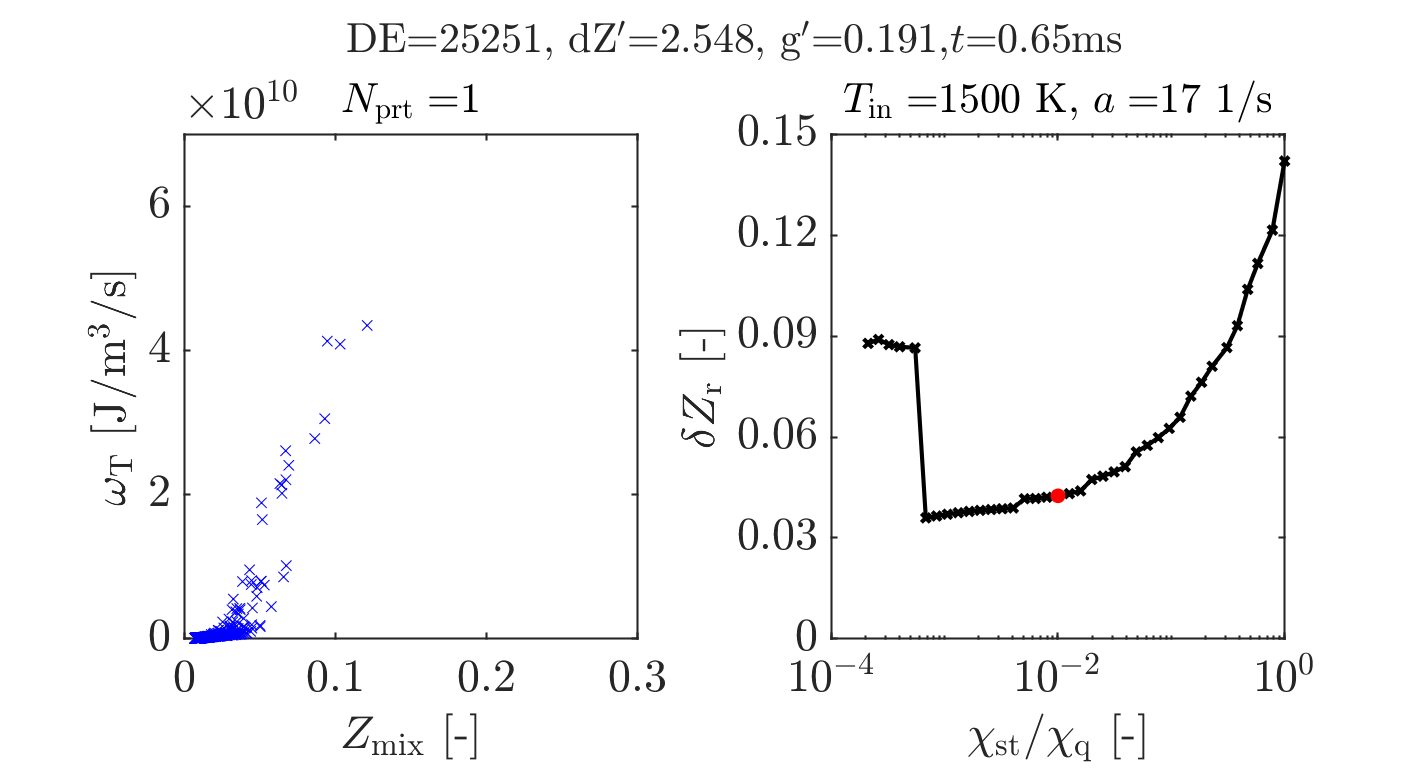 DE=25251, dZ′=2.548, g′=0.191,t=0.65ms
×10^10 N_prt =1
T_in =1500 K, a =17 1/s
6
4
2
0
0 0.1 0.2 0.3
ω_T [J/m^3/s]
Z_mix [-]
0.15
0.12
0.09
0.06
0.03
0
10^−4 10^−2 10^0
δZ_r [-]
χ_st/χ_q [-]